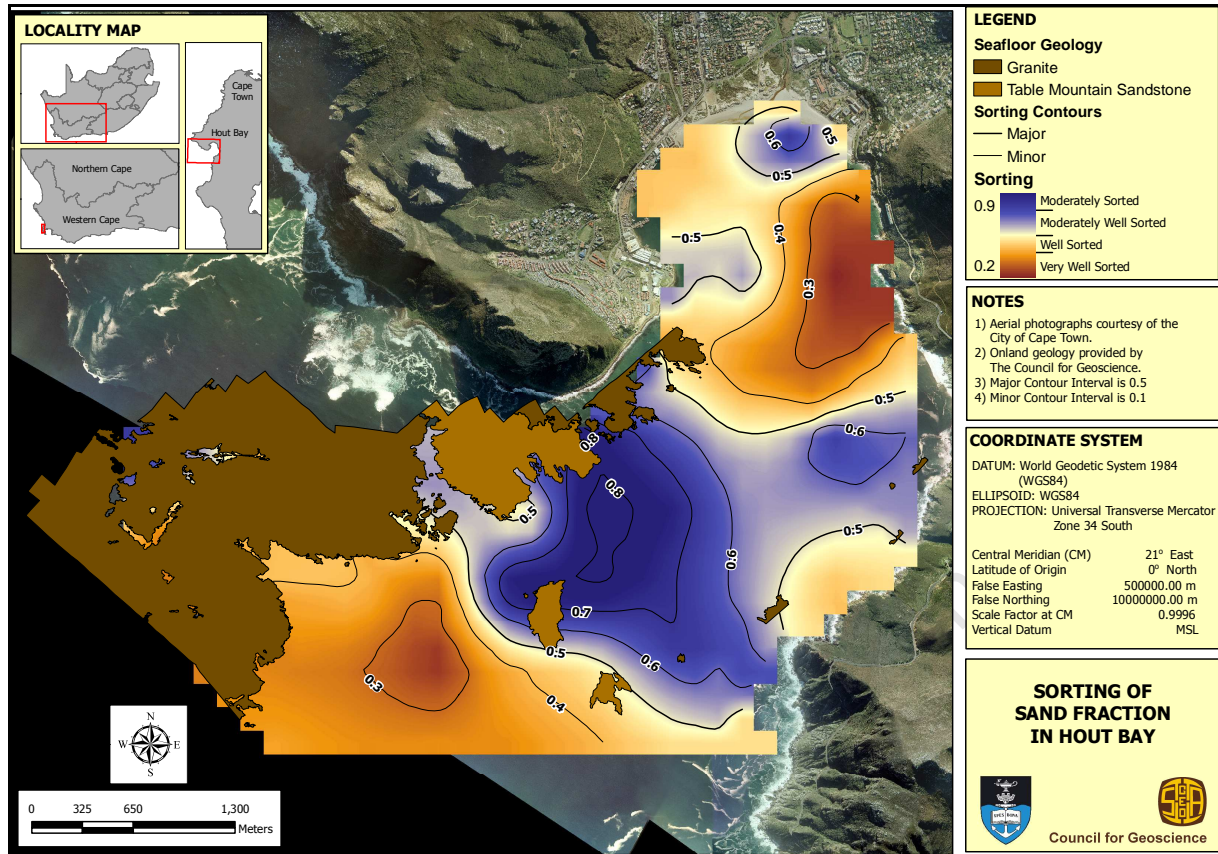 LOCALITY MAP
Cape
Town
Hout Bay
Northern Cape
Western Cape
0.6
0.5
0.5
0.5
0.4
0.3
0.5
0.6
0.8
0.8
0.5
0.5
0.6
0.7
0.5
0.6
0.3
0.4
N
W
E
S
0
325
650
1,300
Meters
LEGEND
Seafloor Geology
Granite
Table Mountain Sandstone
Sorting Contours
Major
Minor
Sorting
0.9
Moderately Sorted
Moderately Well Sorted
Well Sorted
0.2
Very Well Sorted
NOTES
1) Aerial photographs courtesy of the
City of Cape Town.
2) Onland geology provided by
The Council for Geoscience.
3) Major Contour Interval is 0.5
4) Minor Contour Interval is 0.1
COORDINATE SYSTEM
DATUM: World Geodetic System 1984
(WGS84)
ELLIPSOID: WGS84
PROJECTION: Universal Transverse Mercator
Zone 34 South
Central Meridian (CM) 21° East
Latitude of Origin 0° North
False Easting 500000.00 m
False Northing 10000000.00 m
Scale Factor at CM 0.9996
Vertical Datum MSL
SORTING OF
SAND FRACTION
IN HOUT BAY
SPES BONA
Council for Geoscience